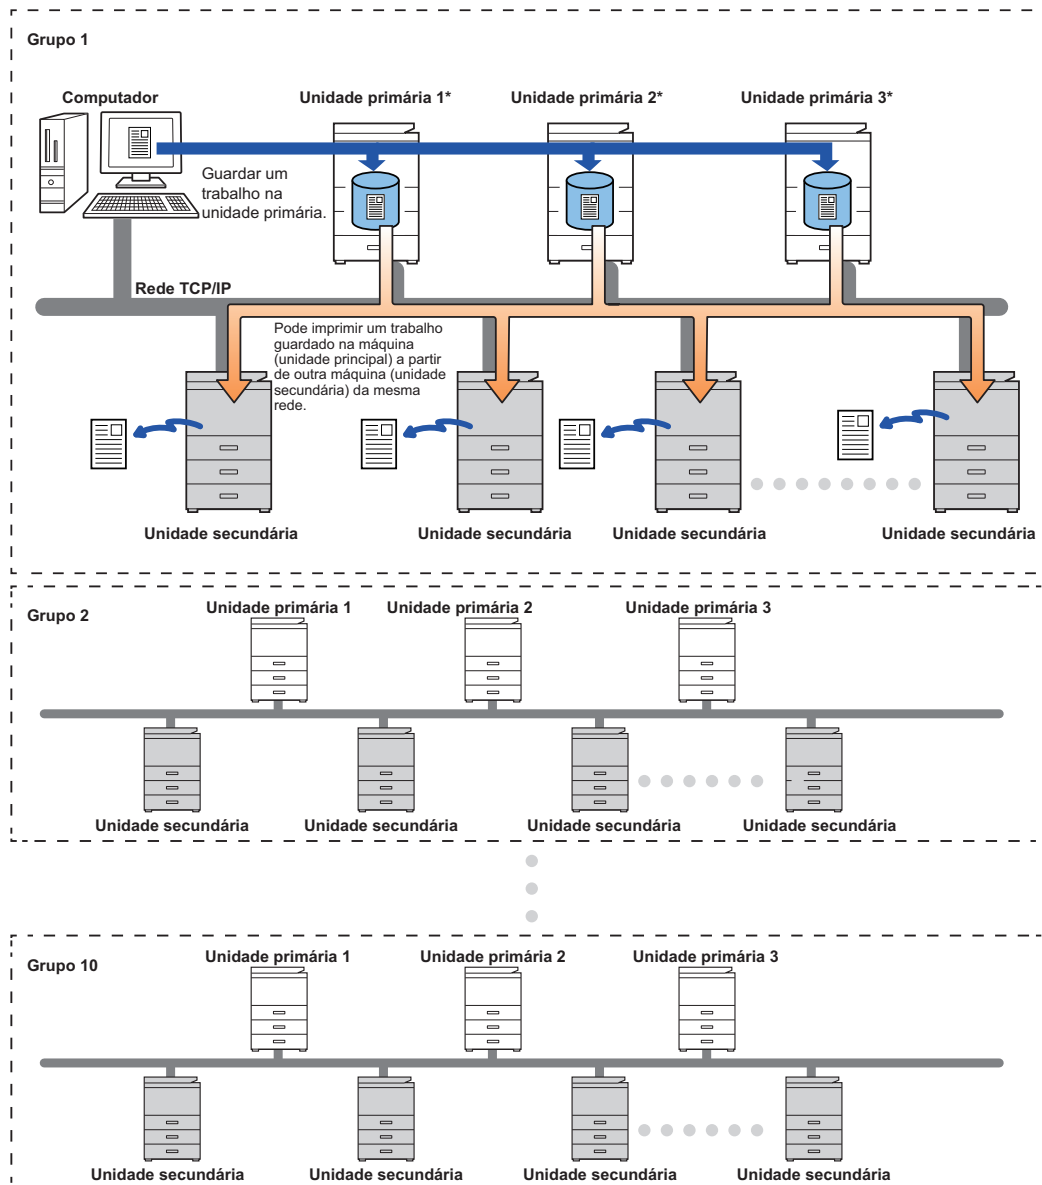 Grupo 1
Computador
Unidade primária 1*
Unidade primária 2*
Unidade primária 3*
Guardar um
trabalho na
unidade primária.
Rede TCP/IP
Pode imprimir um trabalho
guardado na máquina
(unidade principal) a partir
de outra máquina (unidade
secundária) da mesma
rede.
Unidade secundária
Unidade secundária
Unidade secundária
Unidade secundária
Grupo 2
Unidade primária 1
Unidade primária 2
Unidade primária 3
Unidade secundária
Unidade secundária
Unidade secundária
Unidade secundária
Grupo 10
Unidade primária 1
Unidade primária 2
Unidade primária 3
Unidade secundária
Unidade secundária
Unidade secundária
Unidade secundária